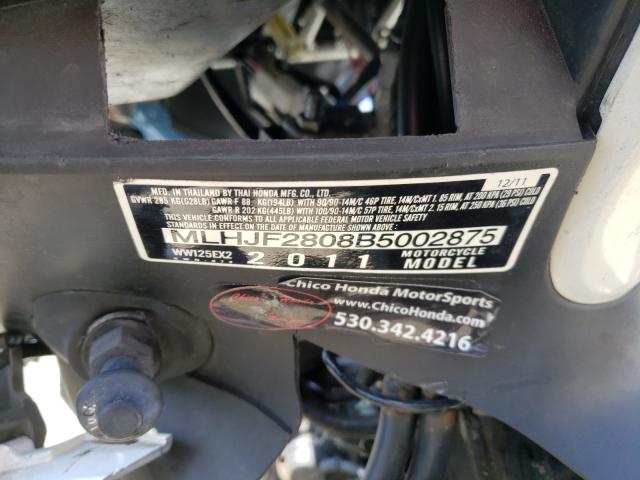 12/11
MFD. IN THAILAND BY THAI HONDA MFG. CO., LTD.
GVWR 285 KG(628LB) GAWR F 88 KG(194LB) WITH 90/90-14M/C 46P TIRE, 14M/CxMT 1.85 RIM, AT 200 KPA (29 PSI) COLD
GAWR R 202 KG(445LB) WITH 100/90-14M/C 57P TIRE, 14M/CxMT 2.15 RIM, AT 250 KPA (36 PSI) COLD
THIS VEHICLE CONFORMS TO ALL APPLICABLE FEDERAL MOTOR VEHICLE SAFETY
STANDARDS IN EFFECT ON THE DATE OF MANUFACTURE SHOWN ABOVE.
MLHJF2808B5002875
WW125EX2 2011 MOTORCYCLE
MODEL
Chico Honda MotorSports
www.ChicoHonda.com
530.342.4216